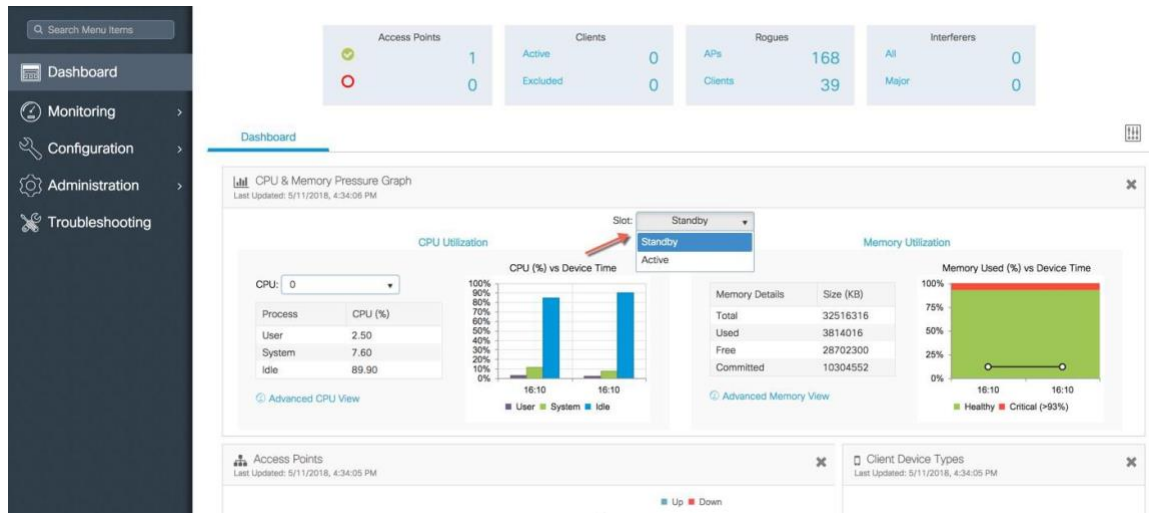 Search Menu Items
Dashboard
Monitoring
Configuration
Administration
Troubleshooting
Access Points
1
0
Clients
Active 0
Excluded 0
Rogues
APs 168
Clients 39
Interferers
All 0
Major 0
Dashboard
CPU & Memory Pressure Graph
Last Updated: 5/11/2018, 4:34:06 PM
Slot: Standby
Standby
Active
CPU Utilization
CPU: 0
Process CPU (%)
User 2.50
System 7.60
Idle 89.90
Advanced CPU View
CPU (%) vs Device Time
100%
90%
80%
70%
60%
50%
40%
30%
20%
10%
0%
16:10 16:10
User System Idle
Memory Utilization
Memory Details Size (KB)
Total 32516316
Used 3814016
Free 28702300
Committed 10304552
Advanced Memory View
Memory Used (%) vs Device Time
100%
75%
50%
25%
0%
16:10 16:10
Healthy Critical (>93%)
Access Points
Last Updated: 5/11/2018, 4:34:05 PM
Up Down
Client Device Types
Last Updated: 5/11/2018, 4:34:05 PM